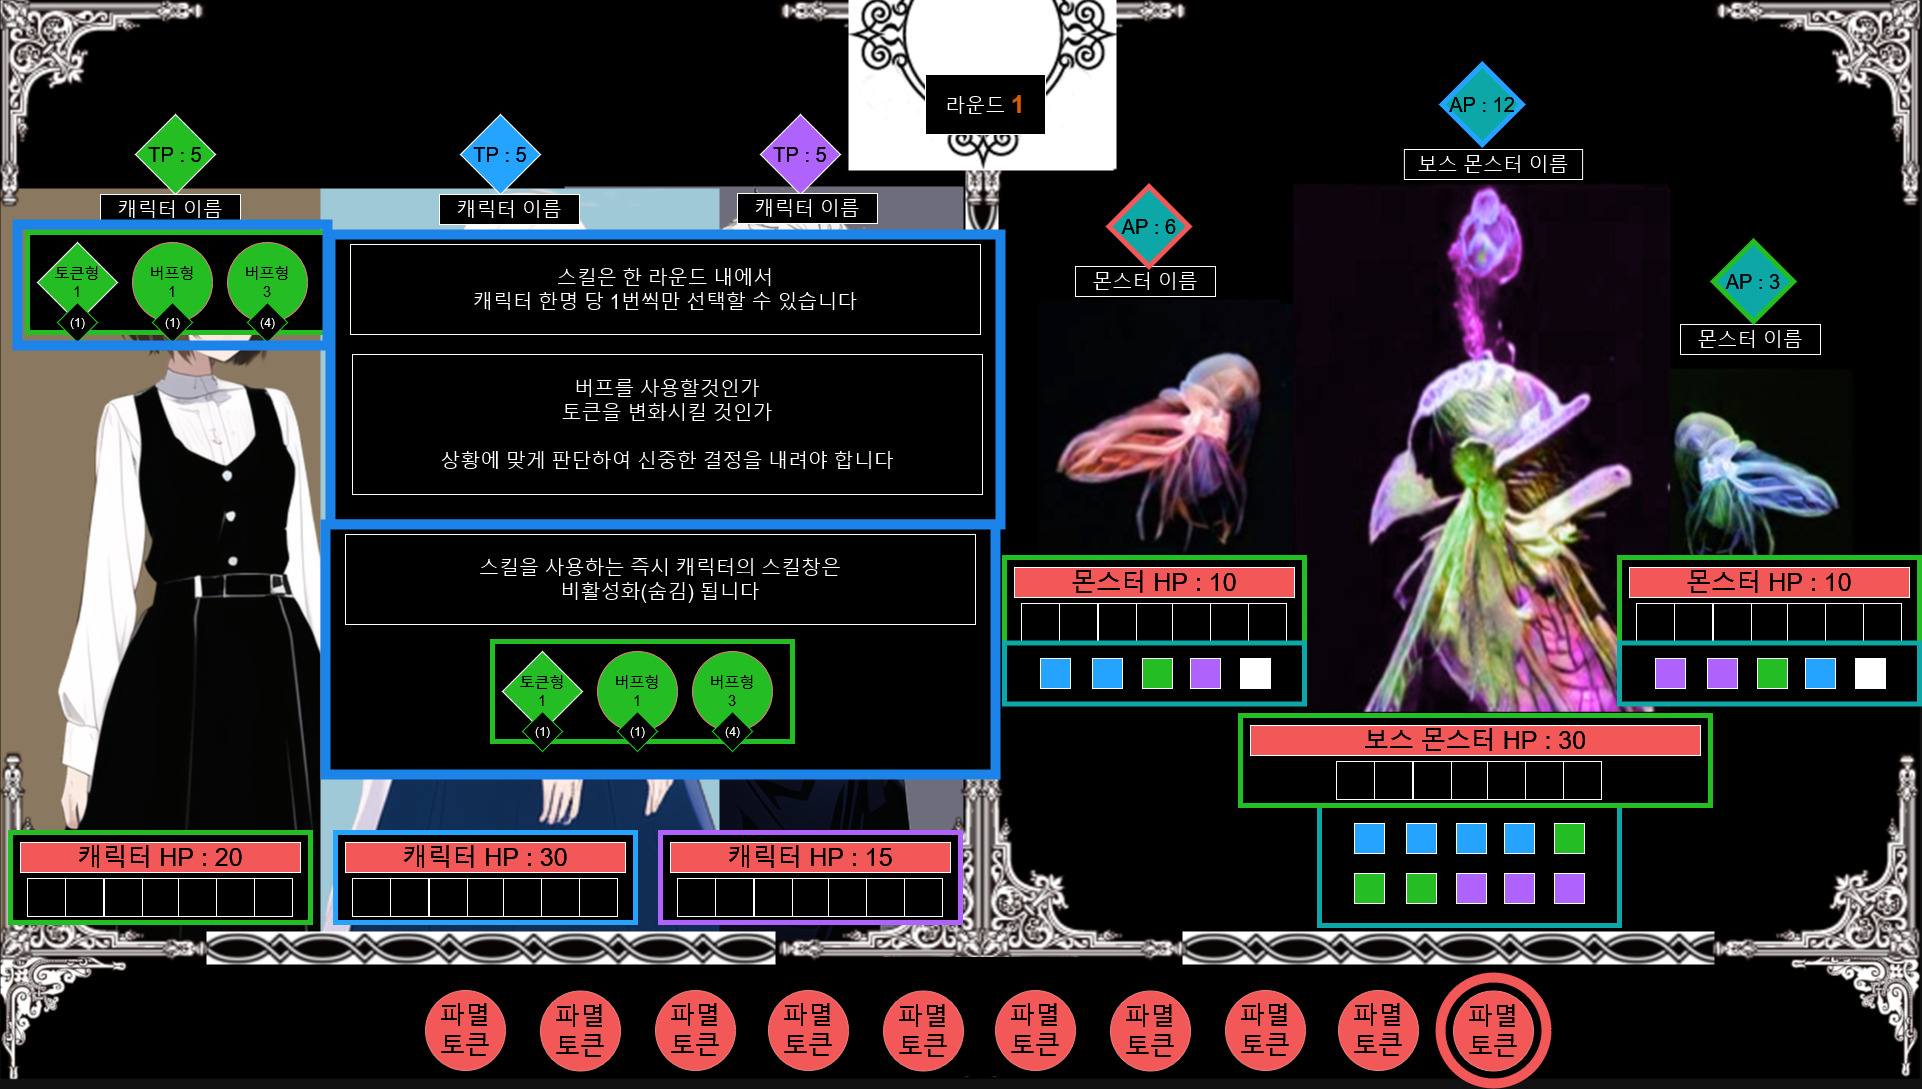 라운드 1
TP : 5
TP : 5
TP : 5
캐릭터 이름
캐릭터 이름
캐릭터 이름
AP : 12
보스 몬스터 이름
AP : 6
몬스터 이름
AP : 3
몬스터 이름
토큰형
1
(1)
버프형
1
(1)
버프형
3
(4)
스킬은 한 라운드 내에서
캐릭터 한명 당 1번씩만 선택할 수 있습니다
버프를 사용할것인가
토큰을 변화시킬 것인가
상황에 맞게 판단하여 신중한 결정을 내려야 합니다
스킬을 사용하는 즉시 캐릭터의 스킬창은
비활성화(숨김) 됩니다
토큰형
1
(1)
버프형
1
(1)
버프형
3
(4)
몬스터 HP : 10
몬스터 HP : 10
보스 몬스터 HP : 30
캐릭터 HP : 20
캐릭터 HP : 30
캐릭터 HP : 15
파멸
토큰
파멸
토큰
파멸
토큰
파멸
토큰
파멸
토큰
파멸
토큰
파멸
토큰
파멸
토큰
파멸
토큰
파멸
토큰